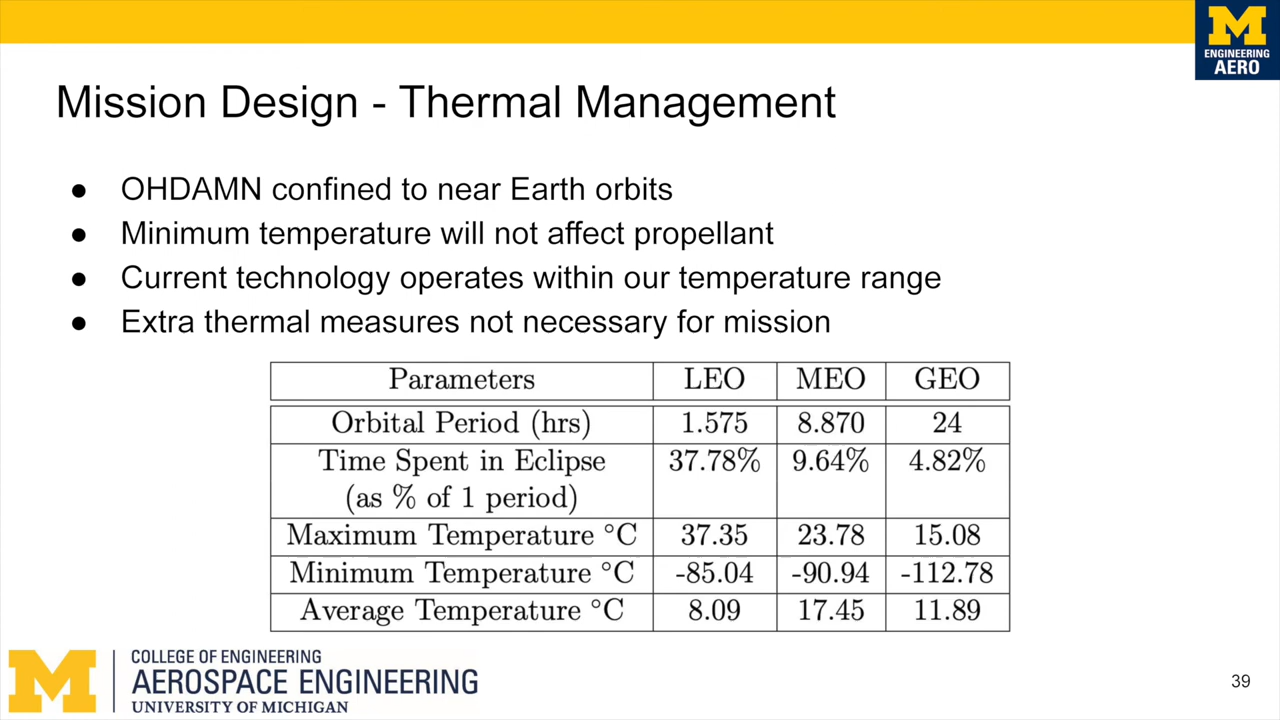 M
ENGINEERING
AERO
Mission Design - Thermal Management
● OHDAMN confined to near Earth orbits
● Minimum temperature will not affect propellant
● Current technology operates within our temperature range
● Extra thermal measures not necessary for mission
Parameters LEO MEO GEO
Orbital Period (hrs) 1.575 8.870 24
Time Spent in Eclipse 37.78% 9.64% 4.82%
(as % of 1 period)
Maximum Temperature °C 37.35 23.78 15.08
Minimum Temperature °C -85.04 -90.94 -112.78
Average Temperature °C 8.09 17.45 11.89
M
COLLEGE OF ENGINEERING
AEROSPACE ENGINEERING
UNIVERSITY OF MICHIGAN
39